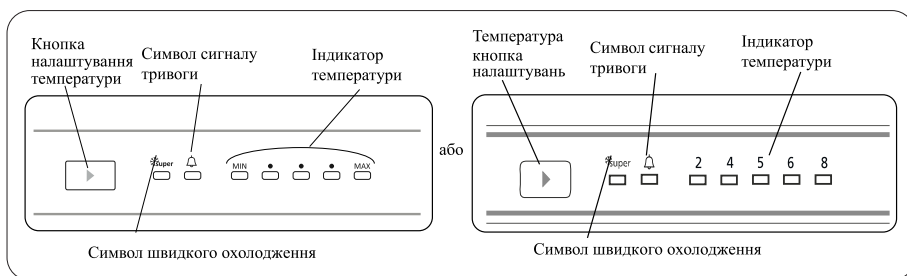 Кнопка
налаштування
температури
Символ сигналу
тривоги
Індикатор
температури
super
MIN
MAX
Символ швидкого охолодження
або
Температура
кнопка
налаштувань
Символ сигналу
тривоги
Індикатор
температури
super
2 4 5 6 8
Символ швидкого охолодження